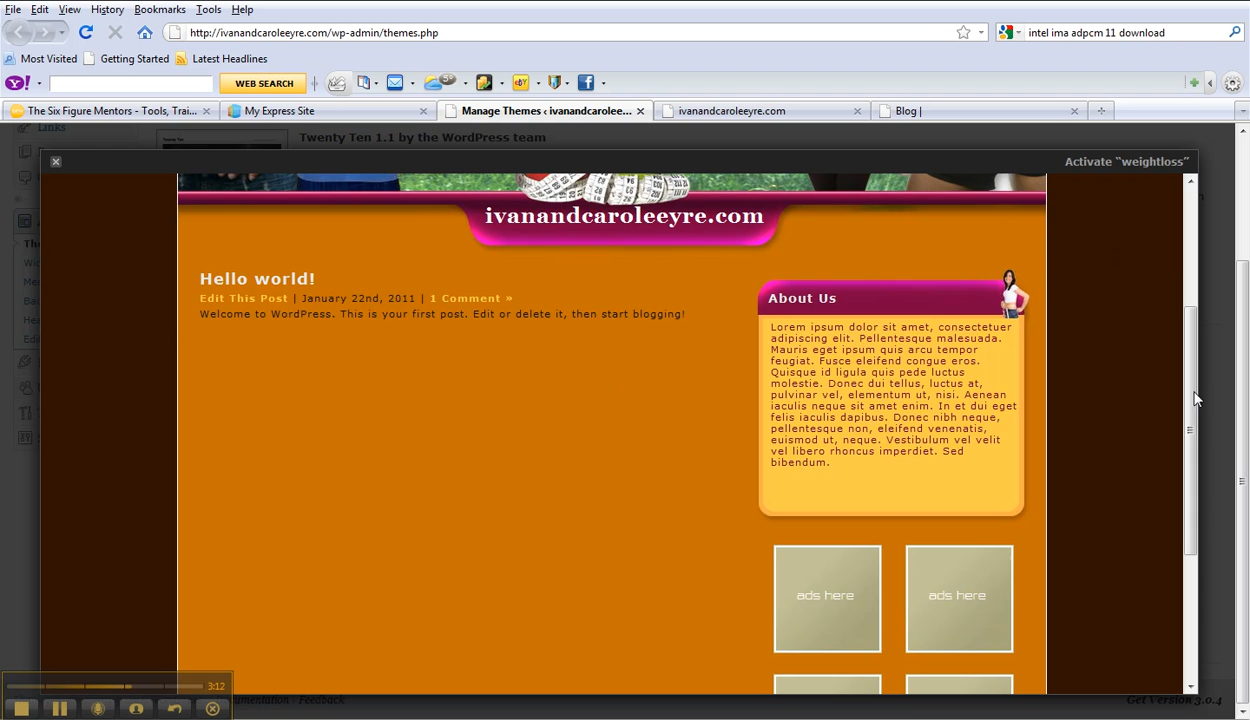 File Edit View History Bookmarks Tools Help
http://ivanandcaroleeyre.com/wp-admin/themes.php
intel ima adpcm 11 download
Most Visited Getting Started Latest Headlines
Y! WEB SEARCH
The Six Figure Mentors - Tools, Trai...
My Express Site
Manage Themes ‹ ivanandcarolee...
ivanandcaroleeyre.com
Blog |
Links
Twenty Ten 1.1 by the WordPress team
Activate “weightloss”
ivanandcaroleeyre.com
Hello world!
Edit This Post | January 22nd, 2011 | 1 Comment »
Welcome to WordPress. This is your first post. Edit or delete it, then start blogging!
About Us
Lorem ipsum dolor sit amet, consectetuer
adipiscing elit. Pellentesque malesuada.
Mauris eget ipsum quis arcu tempor
feugiat. Fusce eleifend congue eros.
Quisque id ligula quis pede luctus
molestie. Donec dui tellus, luctus at,
pulvinar vel, elementum ut, nisi. Aenean
iaculis neque sit amet enim. In et dui eget
felis iaculis dapibus. Donec nibh neque,
pellentesque non, eleifend venenatis,
euismod ut, neque. Vestibulum vel velit
vel libero rhoncus imperdiet. Sed
bibendum.
ads here
ads here
3:12
Feedback
Get Version 3.0.4